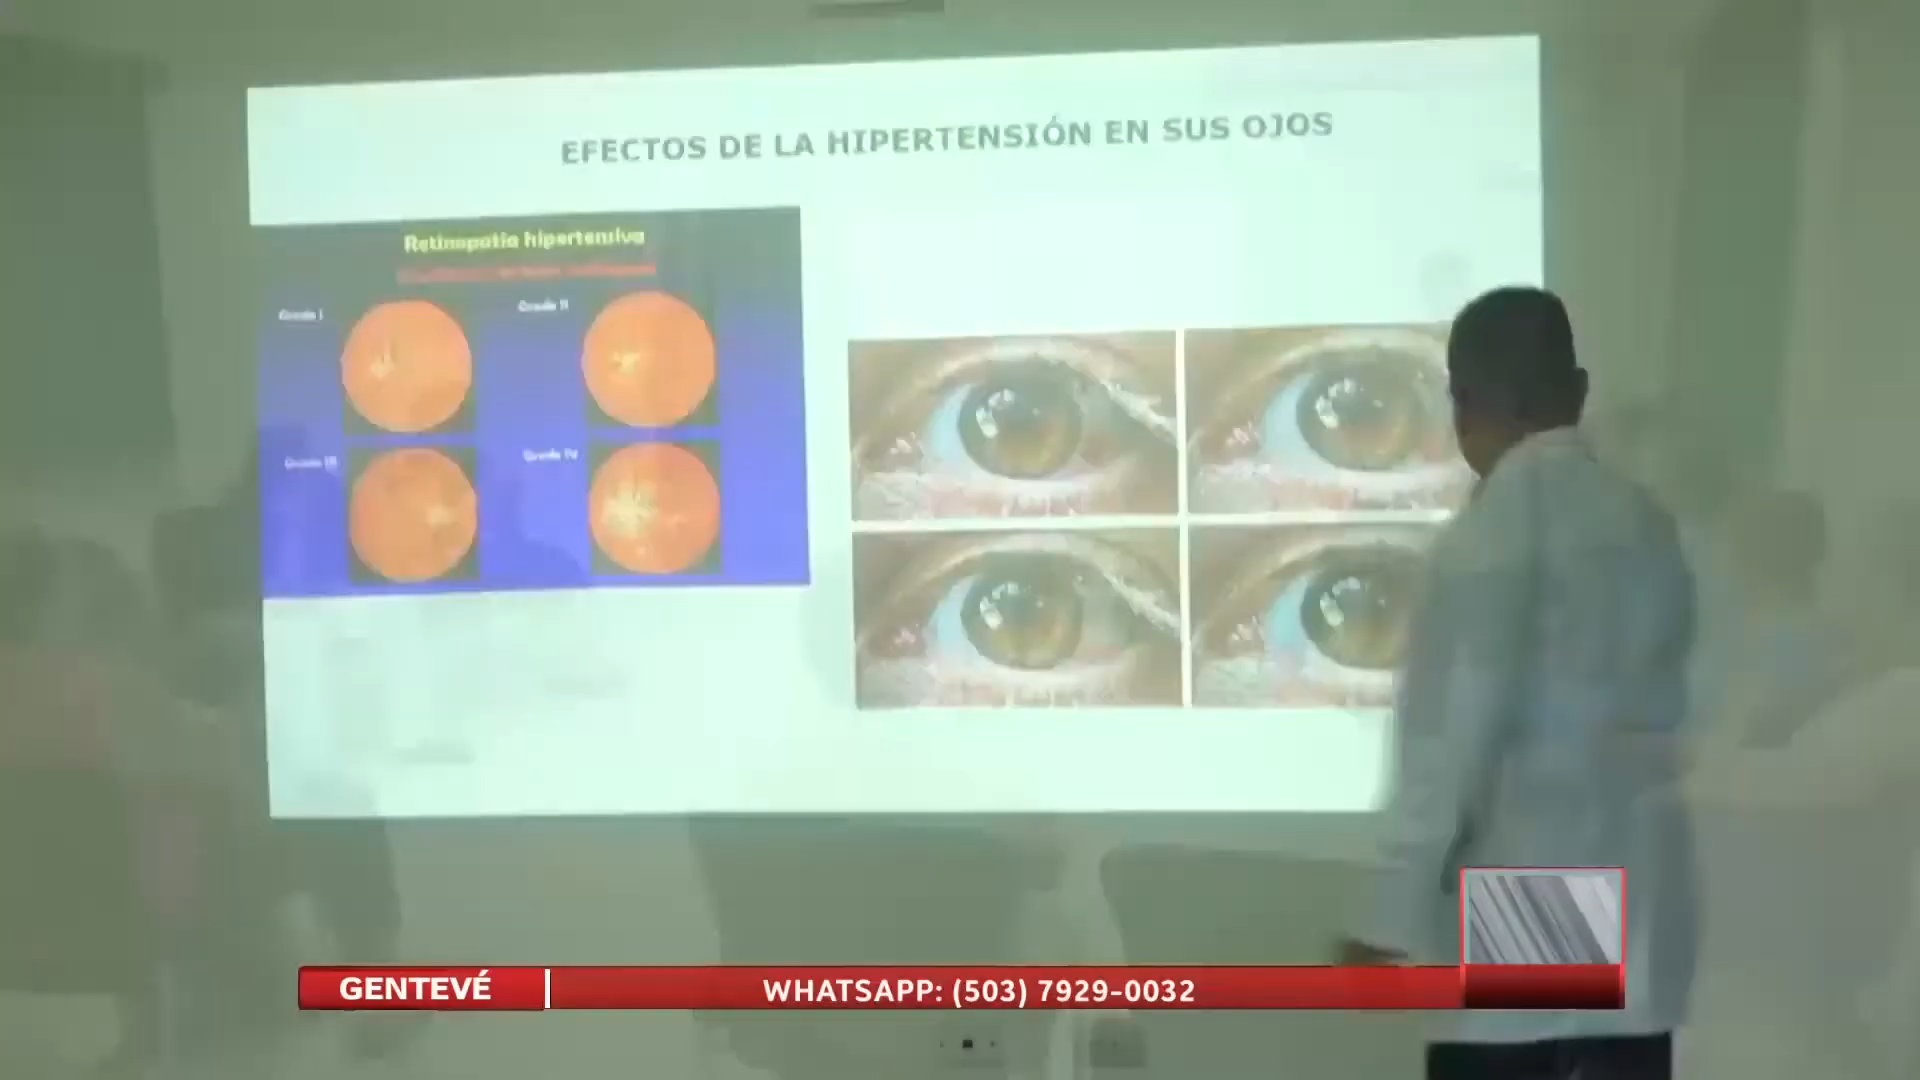 EFECTOS DE LA HIPERTENSIÓN EN SUS OJOS
Retinopatía hipertensiva
Grado I
Grado II
Grado III
Grado IV
GENTEVÉ
WHATSAPP: (503) 7929-0032